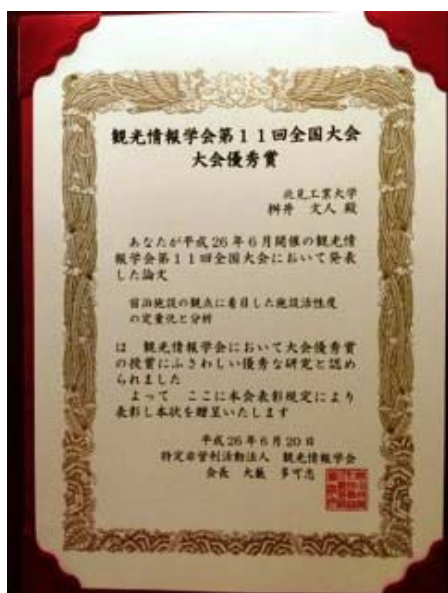 観光情報学会第11回全国大会
大会優秀賞
北見工業大学
桝井 文人 殿
あなたが平成26年6月開催の観光情
報学会第11回全国大会において発表
した論文
宿泊施設の観点に着目した施設活性度
の定量化と分析
は 観光情報学会において大会優秀賞
の授賞にふさわしい優秀な研究と認め
られました
よって ここに本会表彰規定により
表彰し本状を贈呈いたします
平成26年6月20日
特定非営利活動法人 観光情報学会
会長 大薮 多可志